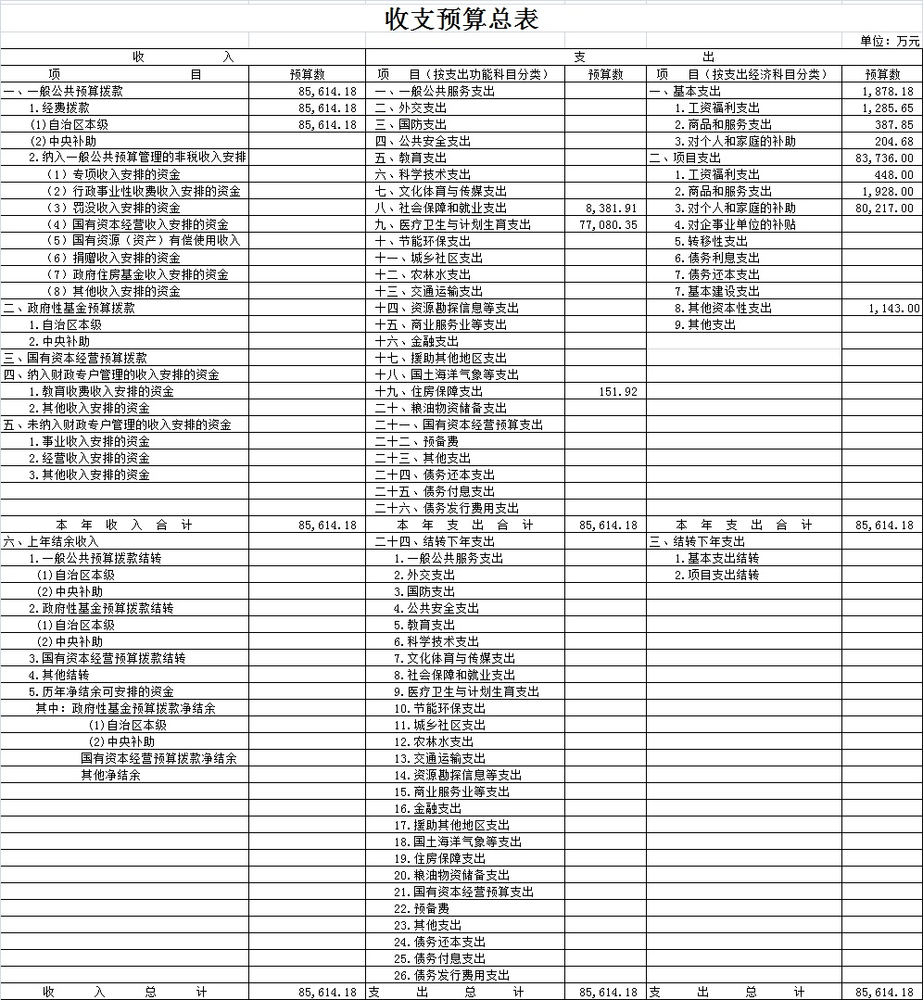 收支预算总表
单位：万元
收 入 支 出
项 目 预算数 项 目（按支出功能科目分类） 预算数 项 目（按支出经济科目分类） 预算数
一、一般公共预算拨款 85,614.18 一、一般公共服务支出 一、基本支出 1,878.18
1.经费拨款 85,614.18 二、外交支出 1.工资福利支出 1,285.65
(1)自治区本级 85,614.18 三、国防支出 2.商品和服务支出 387.85
(2)中央补助 四、公共安全支出 3.对个人和家庭的补助 204.68
2.纳入一般公共预算管理的非税收入安排 五、教育支出 二、项目支出 83,736.00
（1）专项收入安排的资金 六、科学技术支出 1.工资福利支出 448.00
（2）行政事业性收费收入安排的资金 七、文化体育与传媒支出 2.商品和服务支出 1,928.00
（3）罚没收入安排的资金 八、社会保障和就业支出 8,381.91 3.对个人和家庭的补助 80,217.00
（4）国有资本经营收入安排的资金 九、医疗卫生与计划生育支出 77,080.35 4.对企事业单位的补贴
（5）国有资源（资产）有偿使用收入 十、节能环保支出 5.转移性支出
（6）捐赠收入安排的资金 十一、城乡社区支出 6.债务利息支出
（7）政府住房基金收入安排的资金 十二、农林水支出 7.债务还本支出
（8）其他收入安排的资金 十三、交通运输支出 7.基本建设支出
二、政府性基金预算拨款 十四、资源勘探信息等支出 8.其他资本性支出 1,143.00
1.自治区本级 十五、商业服务业等支出 9.其他支出
2.中央补助 十六、金融支出
三、国有资本经营预算拨款 十七、援助其他地区支出
四、纳入财政专户管理的收入安排的资金 十八、国土海洋气象等支出
1.教育收费收入安排的资金 十九、住房保障支出 151.92
2.其他收入安排的资金 二十、粮油物资储备支出
五、未纳入财政专户管理的收入安排的资金 二十一、国有资本经营预算支出
1.事业收入安排的资金 二十二、预备费
2.经营收入安排的资金 二十三、其他支出
3.其他收入安排的资金 二十四、债务还本支出
二十五、债务付息支出
二十六、债务发行费用支出
本 年 收 入 合 计 85,614.18 本 年 支 出 合 计 85,614.18 本 年 支 出 合 计 85,614.18
六、上年结余收入 二十四、结转下年支出 三、结转下年支出
1.一般公共预算拨款结转 1.一般公共服务支出 1.基本支出结转
(1)自治区本级 2.外交支出 2.项目支出结转
(2)中央补助 3.国防支出
2.政府性基金预算拨款结转 4.公共安全支出
(1)自治区本级 5.教育支出
(2)中央补助 6.科学技术支出
3.国有资本经营预算拨款结转 7.文化体育与传媒支出
4.其他结转 8.社会保障和就业支出
5.历年净结余可安排的资金 9.医疗卫生与计划生育支出
其中：政府性基金预算拨款净结余 10.节能环保支出
(1)自治区本级 11.城乡社区支出
(2)中央补助 12.农林水支出
国有资本经营预算拨款净结余 13.交通运输支出
其他净结余 14.资源勘探信息等支出
15.商业服务业等支出
16.金融支出
17.援助其他地区支出
18.国土海洋气象等支出
19.住房保障支出
20.粮油物资储备支出
21.国有资本经营预算支出
22.预备费
23.其他支出
24.债务还本支出
25.债务付息支出
26.债务发行费用支出
收 入 总 计 85,614.18 支 出 总 计 85,614.18 支 出 总 计 85,614.18